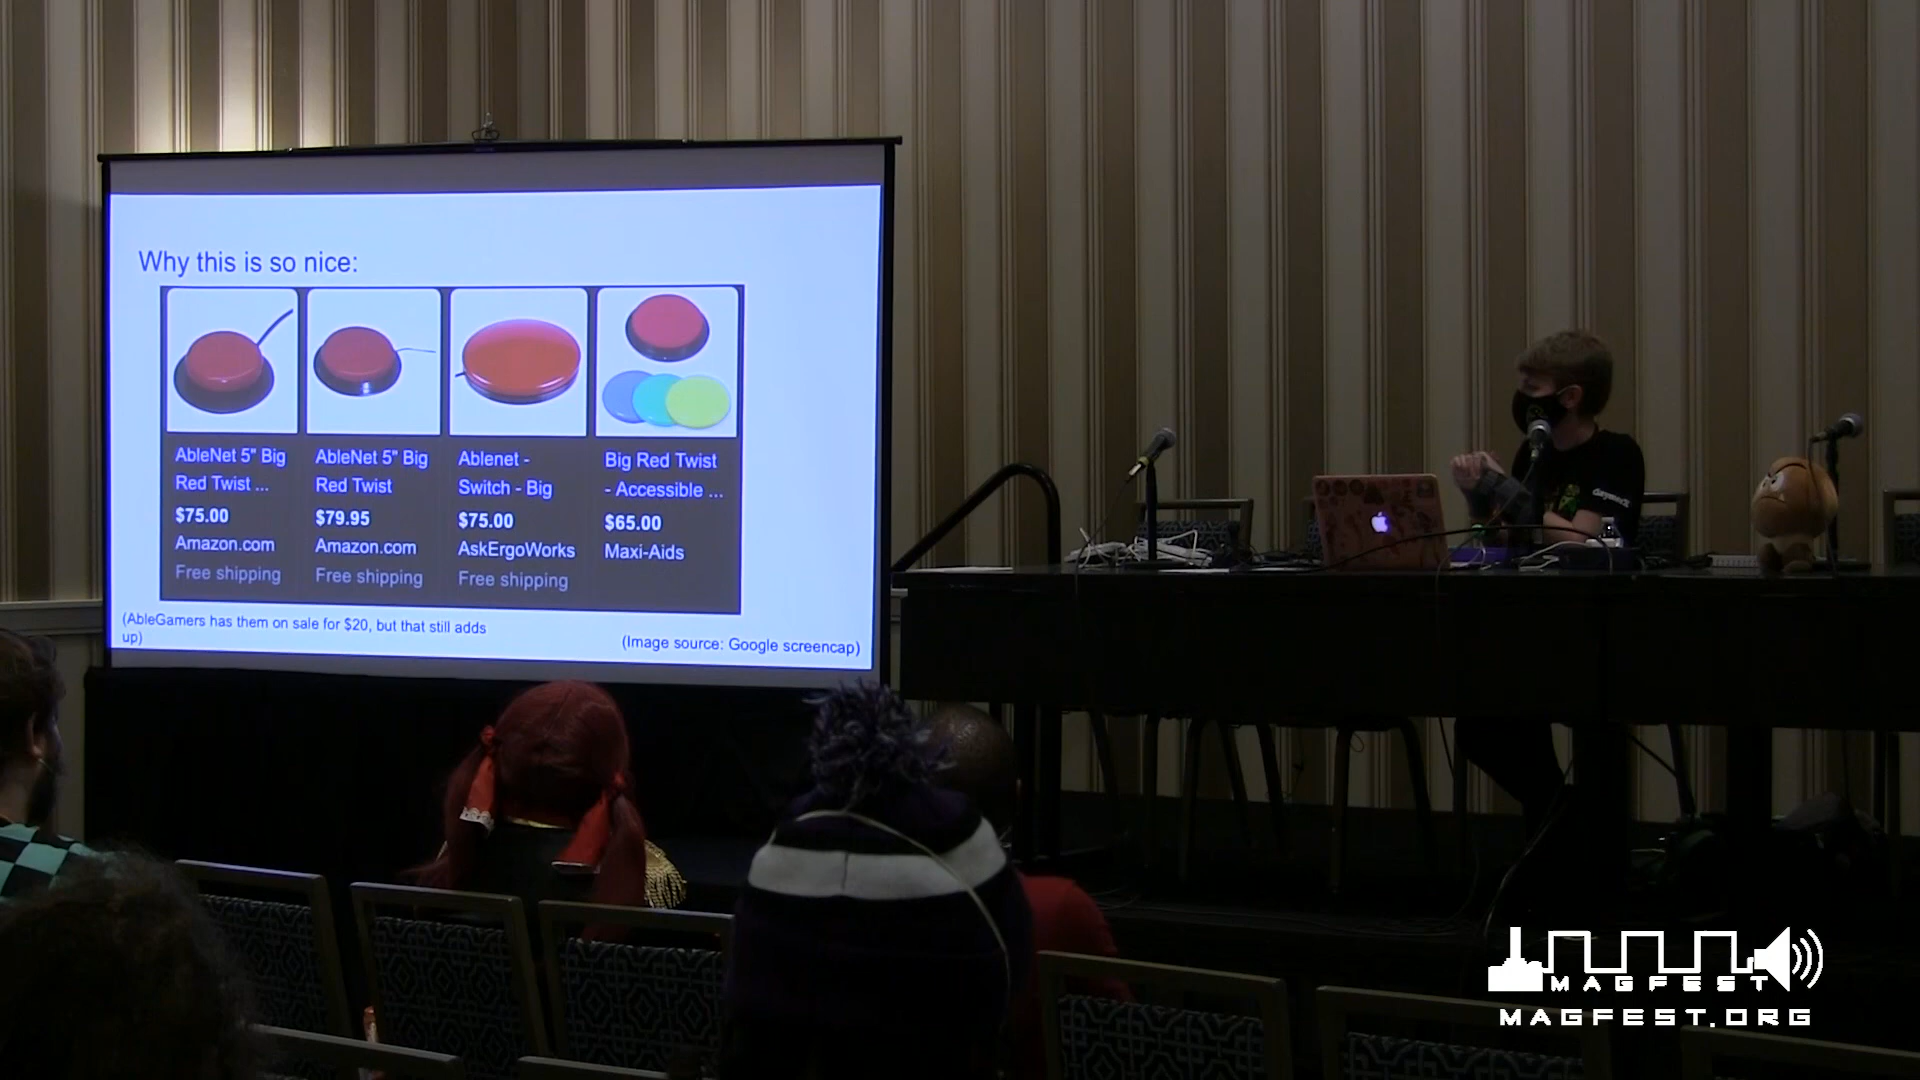 Why this is so nice:
AbleNet 5" Big
Red Twist ...
$75.00
Amazon.com
Free shipping
AbleNet 5" Big
Red Twist
$79.95
Amazon.com
Free shipping
Ablenet -
Switch - Big
$75.00
AskErgoWorks
Free shipping
Big Red Twist
- Accessible ...
$65.00
Maxi-Aids
(AbleGamers has them on sale for $20, but that still adds
up)
(Image source: Google screencap)
MAGFEST
MAGFEST.ORG